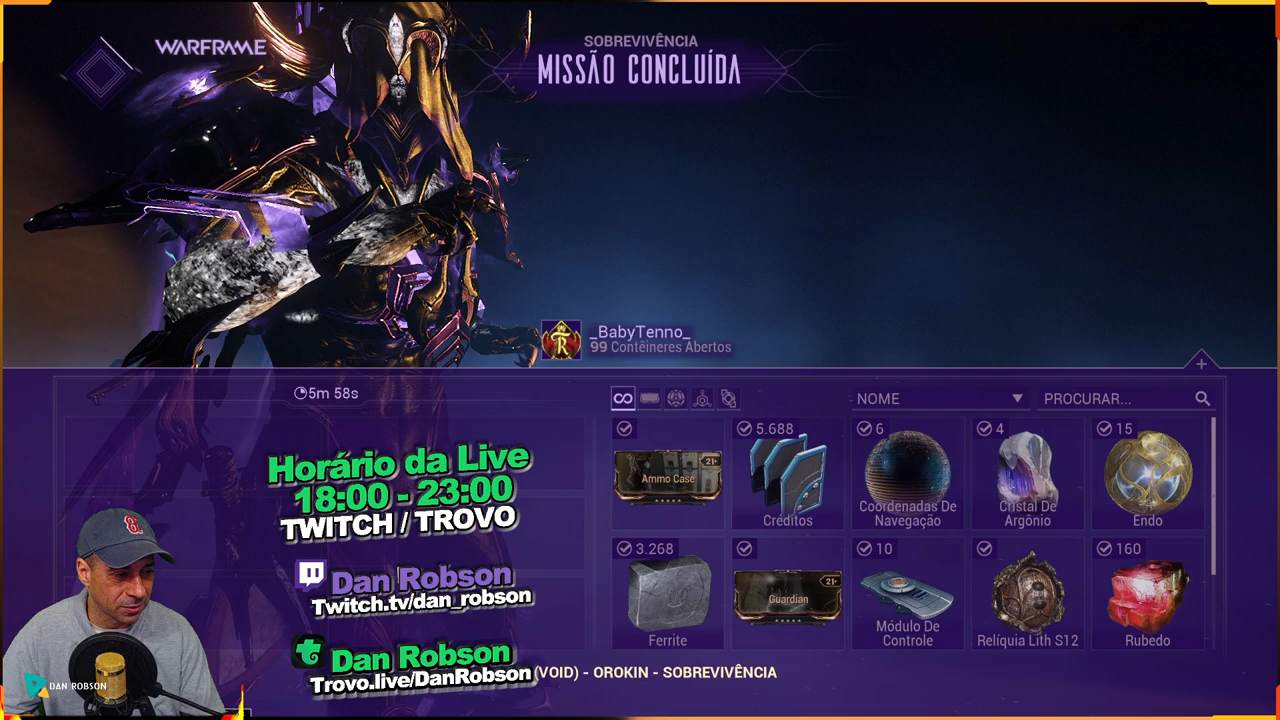 WARFRAME
SOBREVIVÊNCIA
MISSÃO CONCLUÍDA
_BabyTenno_
99 Contêineres Abertos
5m 58s
NOME
PROCURAR...
Ammo Case
21
5.688
Créditos
6
Coordenadas De
Navegação
4
Cristal De
Argônio
15
Endo
3.268
Ferrite
Guardian
21
10
Módulo De
Controle
Relíquia Lith S12
160
Rubedo
Horário da Live
18:00 - 23:00
TWITCH / TROVO
Dan Robson
Twitch.tv/dan_robson
Dan Robson
Trovo.live/DanRobson
(VOID) - OROKIN - SOBREVIVÊNCIA
DAN ROBSON